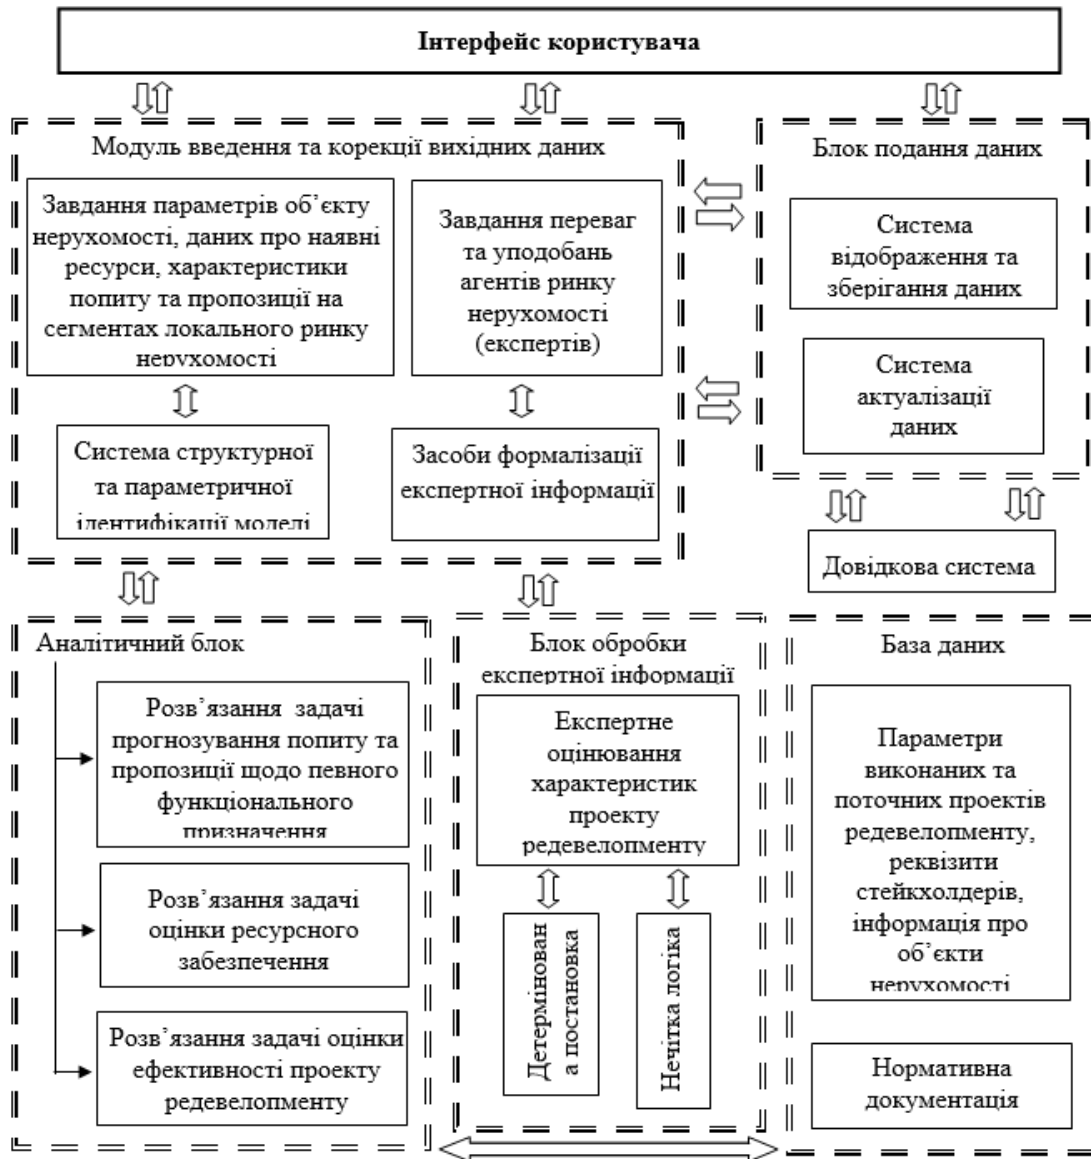 Інтерфейс користувача
Модуль введення та корекції вихідних даних
Завдання параметрів об’єкту
нерухомості, даних про наявні
ресурси, характеристики
попиту та пропозиції на
сегментах локального ринку
нерухомості
Завдання переваг
та уподобань
агентів ринку
нерухомості
(експертів)
Система структурної
та параметричної
ідентифікації моделі
Засоби формалізації
експертної інформації
Блок подання даних
Система
відображення та
зберігання даних
Система
актуалізації
даних
Довідкова система
Аналітичний блок
Розв’язання задачі
прогнозування попиту та
пропозиції щодо певного
функціонального
призначення
Розв’язання задачі
оцінки ресурсного
забезпечення
Розв’язання задачі оцінки
ефективності проекту
редевелопменту
Блок обробки
експертної інформації
Експертне
оцінювання
характеристик
проекту
редевелопменту
Детермінован
а постановка
Нечітка логіка
База даних
Параметри
виконаних та
поточних проектів
редевелопменту,
реквізити
стейкхолдерів,
інформація про
об’єкти
нерухомості
Нормативна
документація